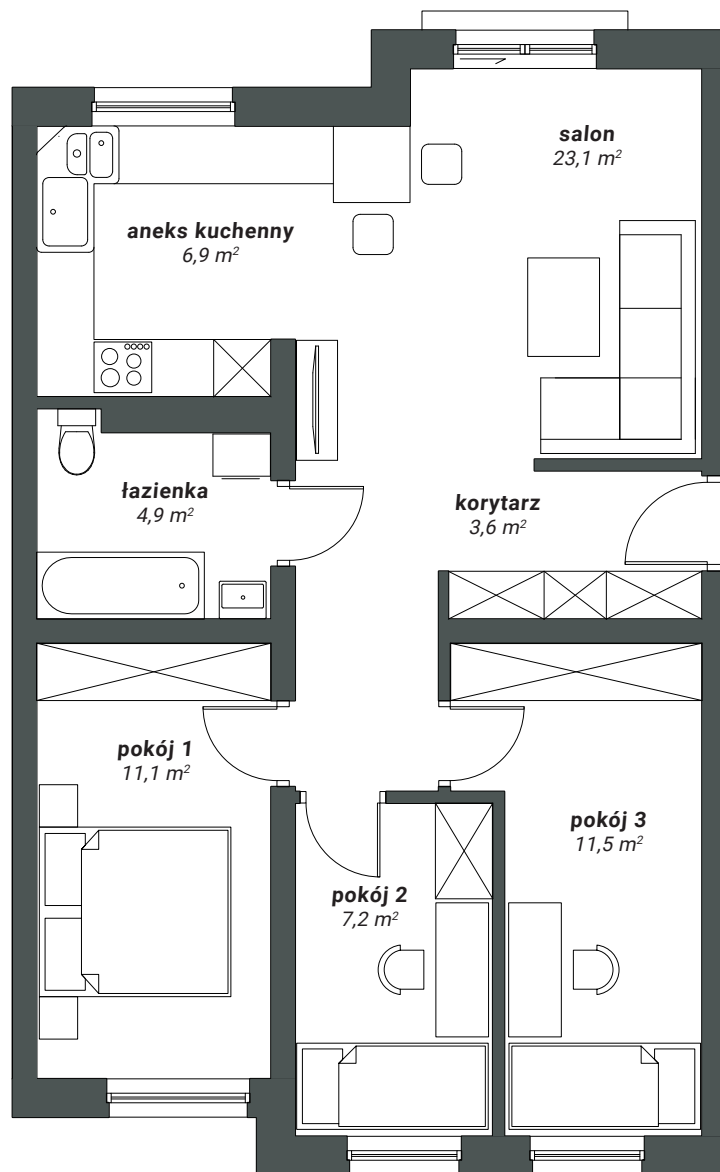 salon
23,1 m²
aneks kuchenny
6,9 m²
łazienka
4,9 m²
korytarz
3,6 m²
pokój 1
11,1 m²
pokój 3
11,5 m²
pokój 2
7,2 m²